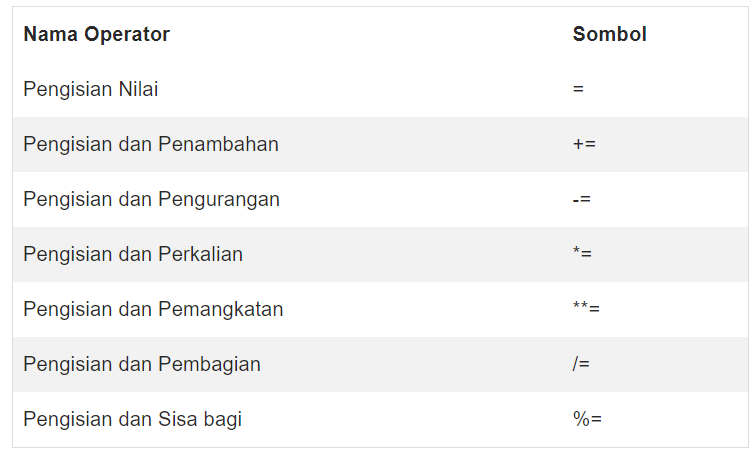 Nama Operator Sombol
Pengisian Nilai =
Pengisian dan Penambahan +=
Pengisian dan Pengurangan -=
Pengisian dan Perkalian *=
Pengisian dan Pemangkatan **=
Pengisian dan Pembagian /=
Pengisian dan Sisa bagi %=